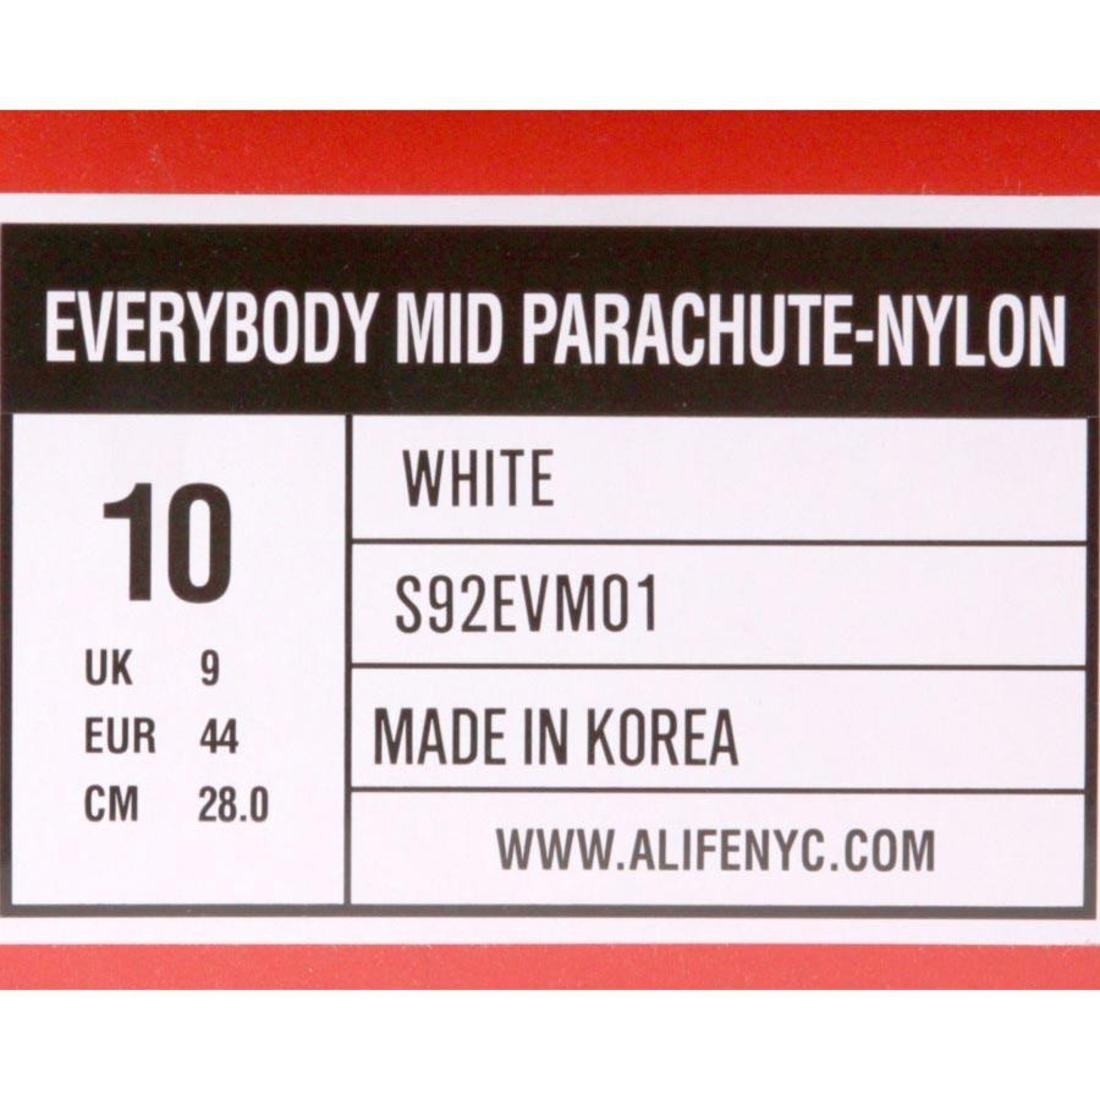 EVERYBODY MID PARACHUTE-NYLON
10
UK 9
EUR 44
CM 28.0
WHITE
S92EVM01
MADE IN KOREA
WWW.ALIFENYC.COM